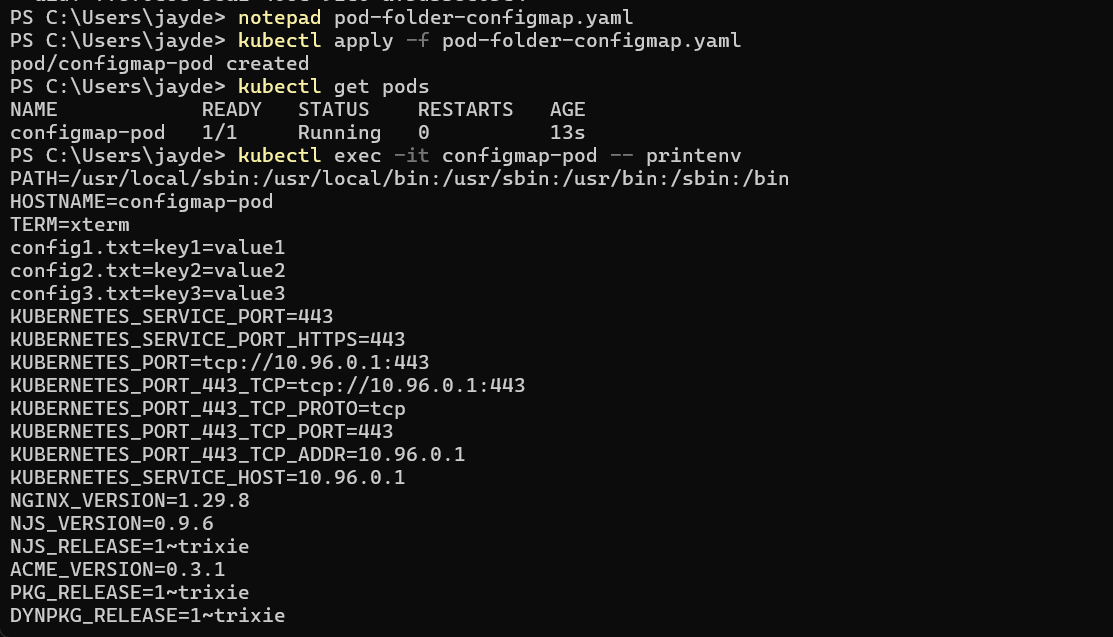 PS C:\Users\jayde> notepad pod-folder-configmap.yaml
PS C:\Users\jayde> kubectl apply -f pod-folder-configmap.yaml
pod/configmap-pod created
PS C:\Users\jayde> kubectl get pods
NAME            READY   STATUS    RESTARTS   AGE
configmap-pod   1/1     Running   0          13s
PS C:\Users\jayde> kubectl exec -it configmap-pod -- printenv
PATH=/usr/local/sbin:/usr/local/bin:/usr/sbin:/usr/bin:/sbin:/bin
HOSTNAME=configmap-pod
TERM=xterm
config1.txt=key1=value1
config2.txt=key2=value2
config3.txt=key3=value3
KUBERNETES_SERVICE_PORT=443
KUBERNETES_SERVICE_PORT_HTTPS=443
KUBERNETES_PORT=tcp://10.96.0.1:443
KUBERNETES_PORT_443_TCP=tcp://10.96.0.1:443
KUBERNETES_PORT_443_TCP_PROTO=tcp
KUBERNETES_PORT_443_TCP_PORT=443
KUBERNETES_PORT_443_TCP_ADDR=10.96.0.1
KUBERNETES_SERVICE_HOST=10.96.0.1
NGINX_VERSION=1.29.8
NJS_VERSION=0.9.6
NJS_RELEASE=1~trixie
ACME_VERSION=0.3.1
PKG_RELEASE=1~trixie
DYNPKG_RELEASE=1~trixie